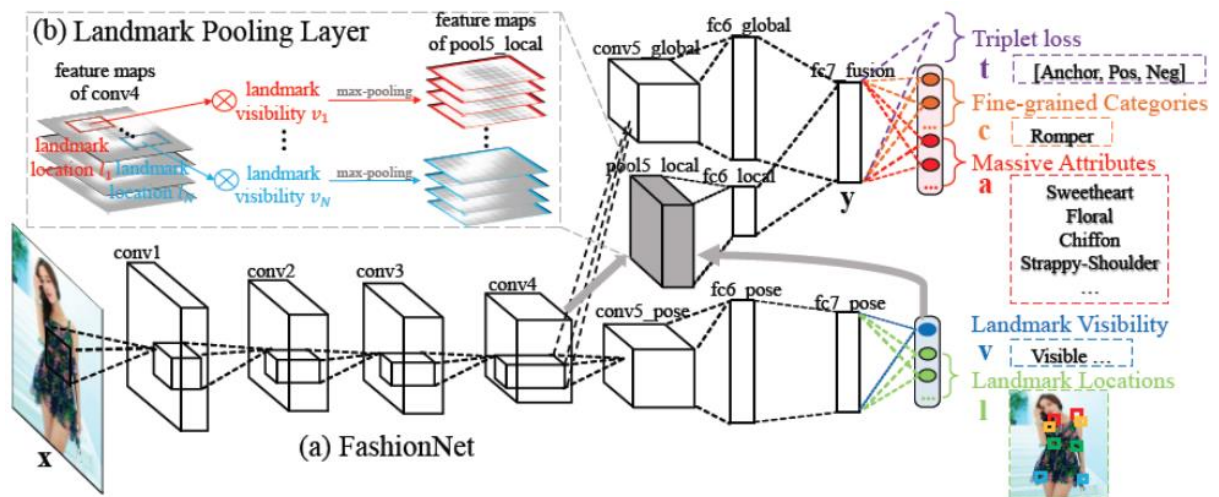 (b) Landmark Pooling Layer
feature maps
of conv4
landmark
location l₁
landmark
location l_N
landmark
visibility v₁
max-pooling
landmark
visibility v_N
max-pooling
feature maps
of pool5_local
conv1
conv2
conv3
conv4
x
(a) FashionNet
conv5_global
fc6_global
pool5_local
fc6_local
fc7_fusion
y
conv5_pose
fc6_pose
fc7_pose
...
...
...
Triplet loss
t
[Anchor, Pos, Neg]
Fine-grained Categories
c
Romper
Massive Attributes
a
Sweetheart
Floral
Chiffon
Strappy-Shoulder
...
Landmark Visibility
v
Visible ...
Landmark Locations
l